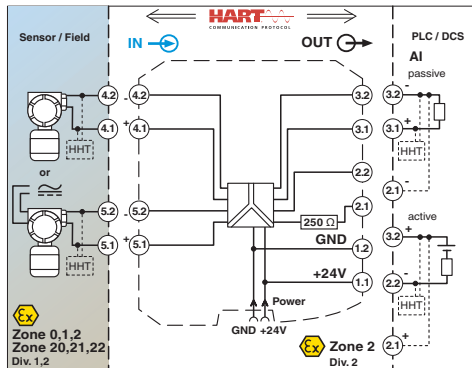 HART
COMMUNICATION PROTOCOL
Sensor / Field
IN
OUT
PLC / DCS
AI
passive
4.2 - 4.2
3.2
3.2 -
4.1 + 4.1
3.1
3.1 +
HHT
HHT
or
2.2
2.1 -
5.2 - 5.2
2.1
active
250 Ω
3.2 +
5.1 + 5.1
GND
1.2
HHT
+24V
1.1
2.2 -
HHT
Power
Ex
Zone 0,1,2
Zone 20,21,22
Div. 1,2
GND +24V
Ex
Zone 2
Div. 2
2.1 +